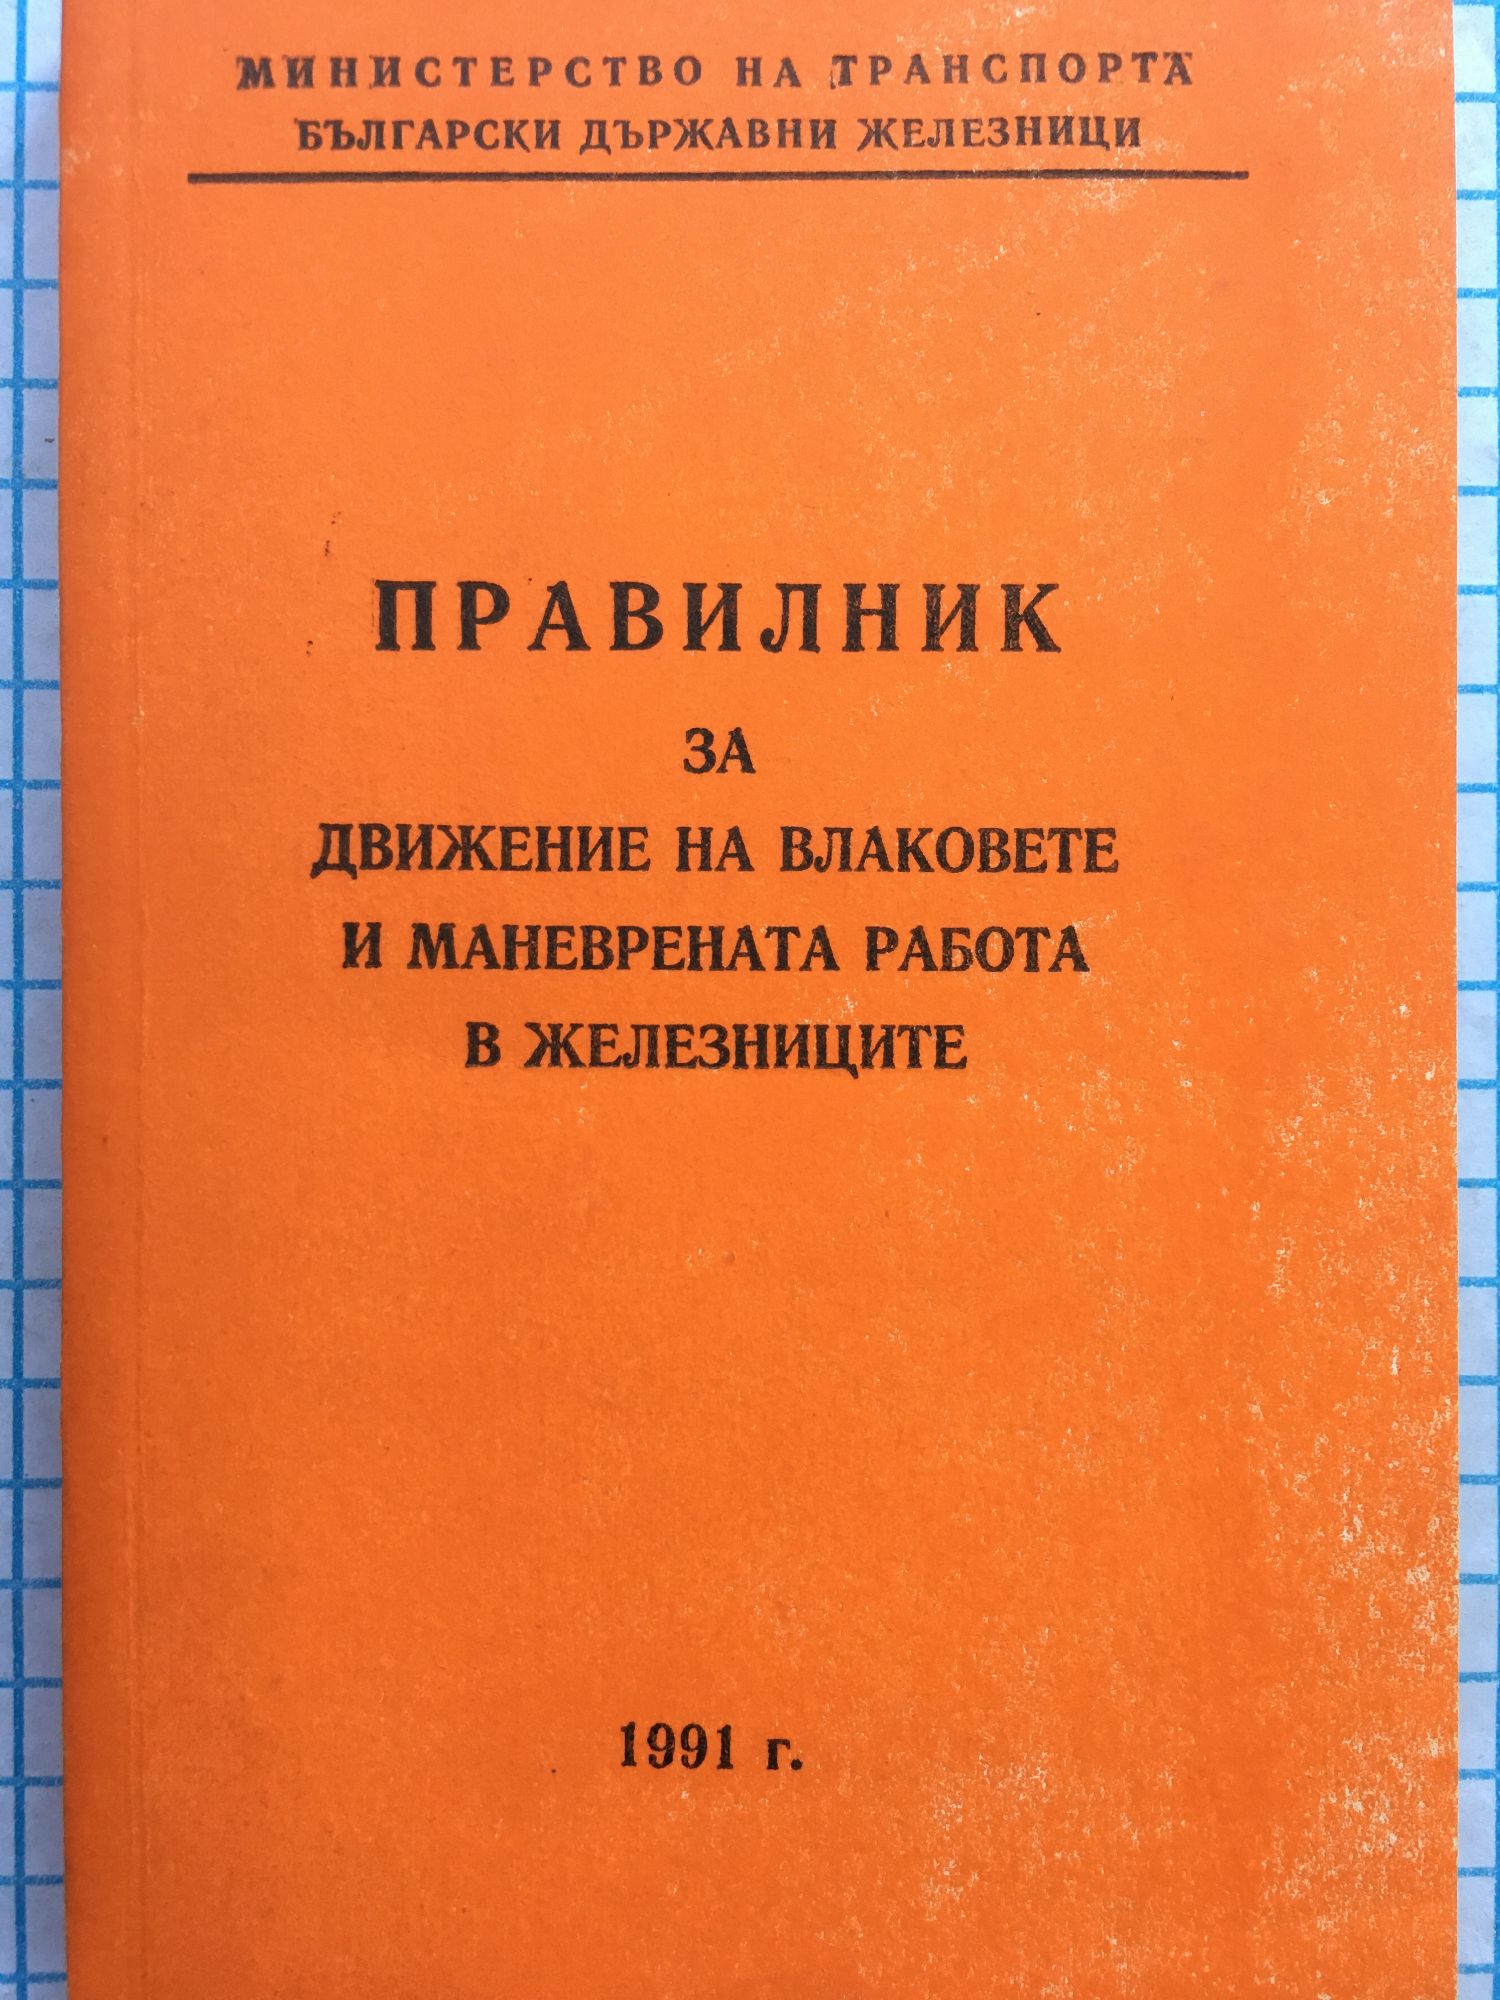 МИНИСТЕРСТВО НА ТРАНСПОРТА
БЪЛГАРСКИ ДЪРЖАВНИ ЖЕЛЕЗНИЦИ
ПРАВИЛНИК
ЗА
ДВИЖЕНИЕ НА ВЛАКОВЕТЕ
И МАНЕВРЕНАТА РАБОТА
В ЖЕЛЕЗНИЦИТЕ
1991 г.